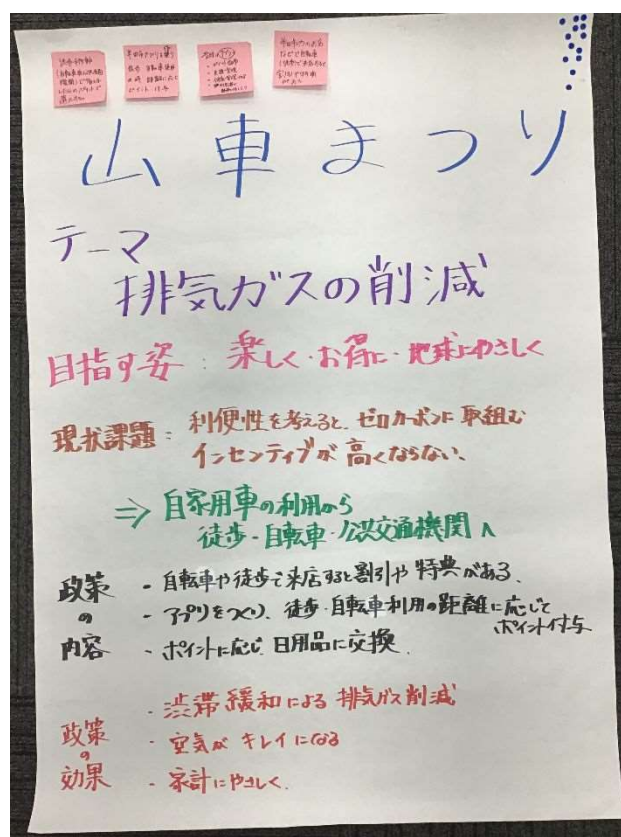 山車まつり
テーマ
排気ガスの削減
目指す姿：楽しく・お得に・地球にやさしく
現状課題：利便性を考えると、ゼロカーボンに取組む
インセンティブが高くならない、
⇒自家用車の利用から
徒歩・自転車・公共交通機関へ
政策の内容
・自転車や徒歩で来店すると割引や特典がある、
・アプリをつくり、徒歩・自転車利用の距離に応じて
ポイント付与
・ポイントに応じ日用品に交換
政策の効果
・渋滞緩和による排気ガス削減
・空気がキレイになる
・家計にやさしく、